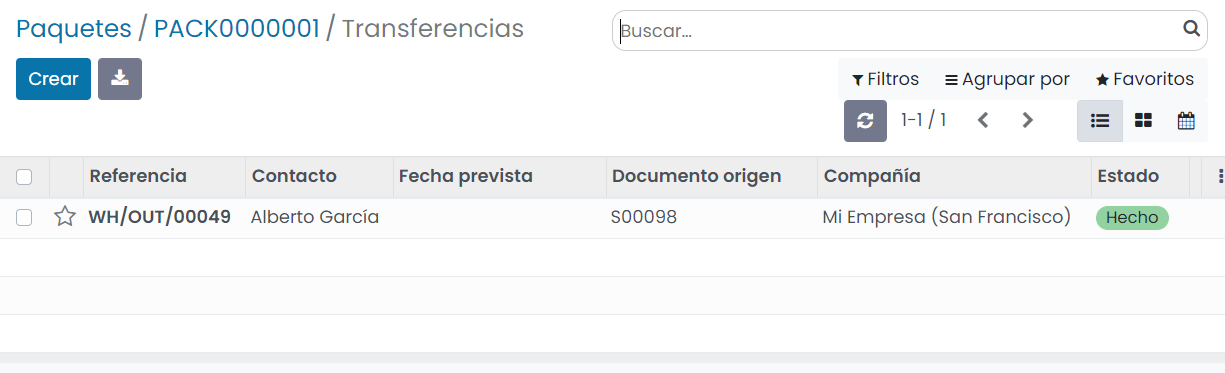 Paquetes / PACK0000001 / Transferencias
Buscar...
Crear
Filtros Agrupar por Favoritos
1-1 / 1
Referencia Contacto Fecha prevista Documento origen Compañía Estado
WH/OUT/00049 Alberto García S00098 Mi Empresa (San Francisco) Hecho